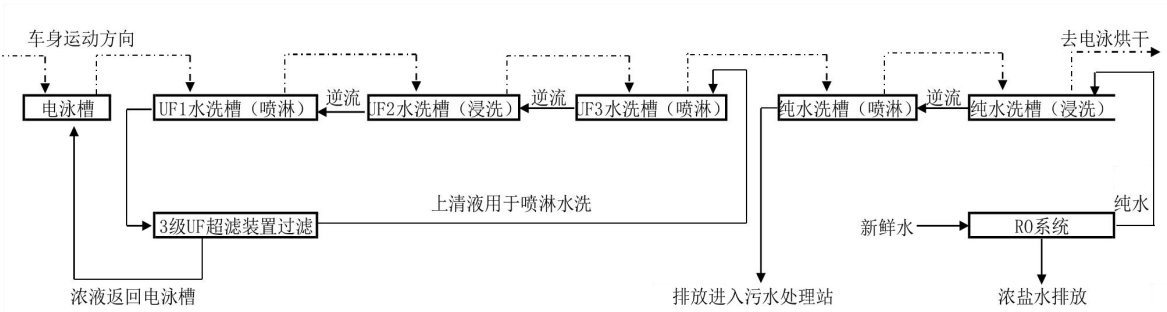 车身运动方向
去电泳烘干
电泳槽
UF1水洗槽（喷淋）
逆流
UF2水洗槽（浸洗）
逆流
UF3水洗槽（喷淋）
纯水洗槽（喷淋）
逆流
纯水洗槽（浸洗）
上清液用于喷淋水洗
纯水
3级UF超滤装置过滤
新鲜水
RO系统
浓液返回电泳槽
排放进入污水处理站
浓盐水排放